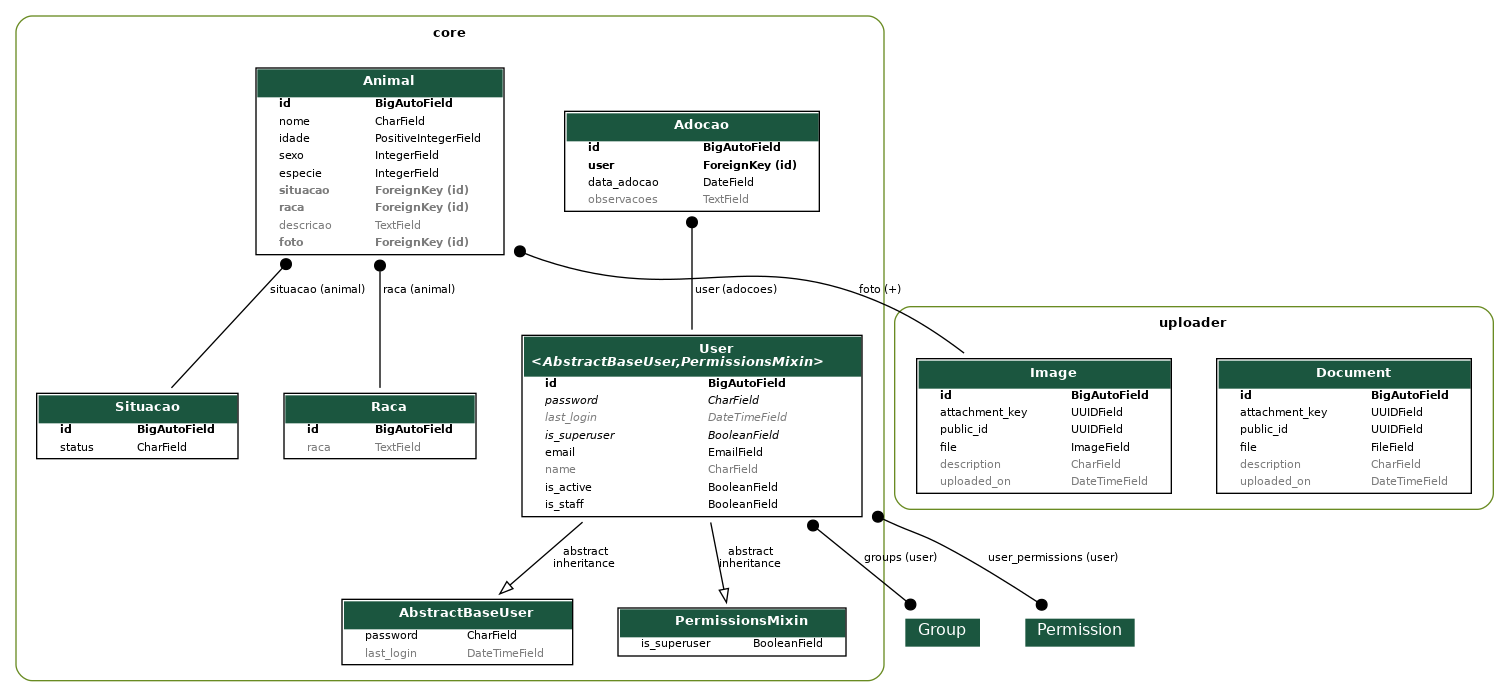 core
Animal
id BigAutoField
nome CharField
idade PositiveIntegerField
sexo IntegerField
especie IntegerField
situacao ForeignKey (id)
raca ForeignKey (id)
descricao TextField
foto ForeignKey (id)
Adocao
id BigAutoField
user ForeignKey (id)
data_adocao DateField
observacoes TextField
situacao (animal)
raca (animal)
user (adocoes)
foto (+)
uploader
Situacao
id BigAutoField
status CharField
Raca
id BigAutoField
raca TextField
User
<AbstractBaseUser,PermissionsMixin>
id BigAutoField
password CharField
last_login DateTimeField
is_superuser BooleanField
email EmailField
name CharField
is_active BooleanField
is_staff BooleanField
Image
id BigAutoField
attachment_key UUIDField
public_id UUIDField
file ImageField
description CharField
uploaded_on DateTimeField
Document
id BigAutoField
attachment_key UUIDField
public_id UUIDField
file FileField
description CharField
uploaded_on DateTimeField
abstract
inheritance
abstract
inheritance
groups (user)
user_permissions (user)
AbstractBaseUser
password CharField
last_login DateTimeField
PermissionsMixin
is_superuser BooleanField
Group
Permission